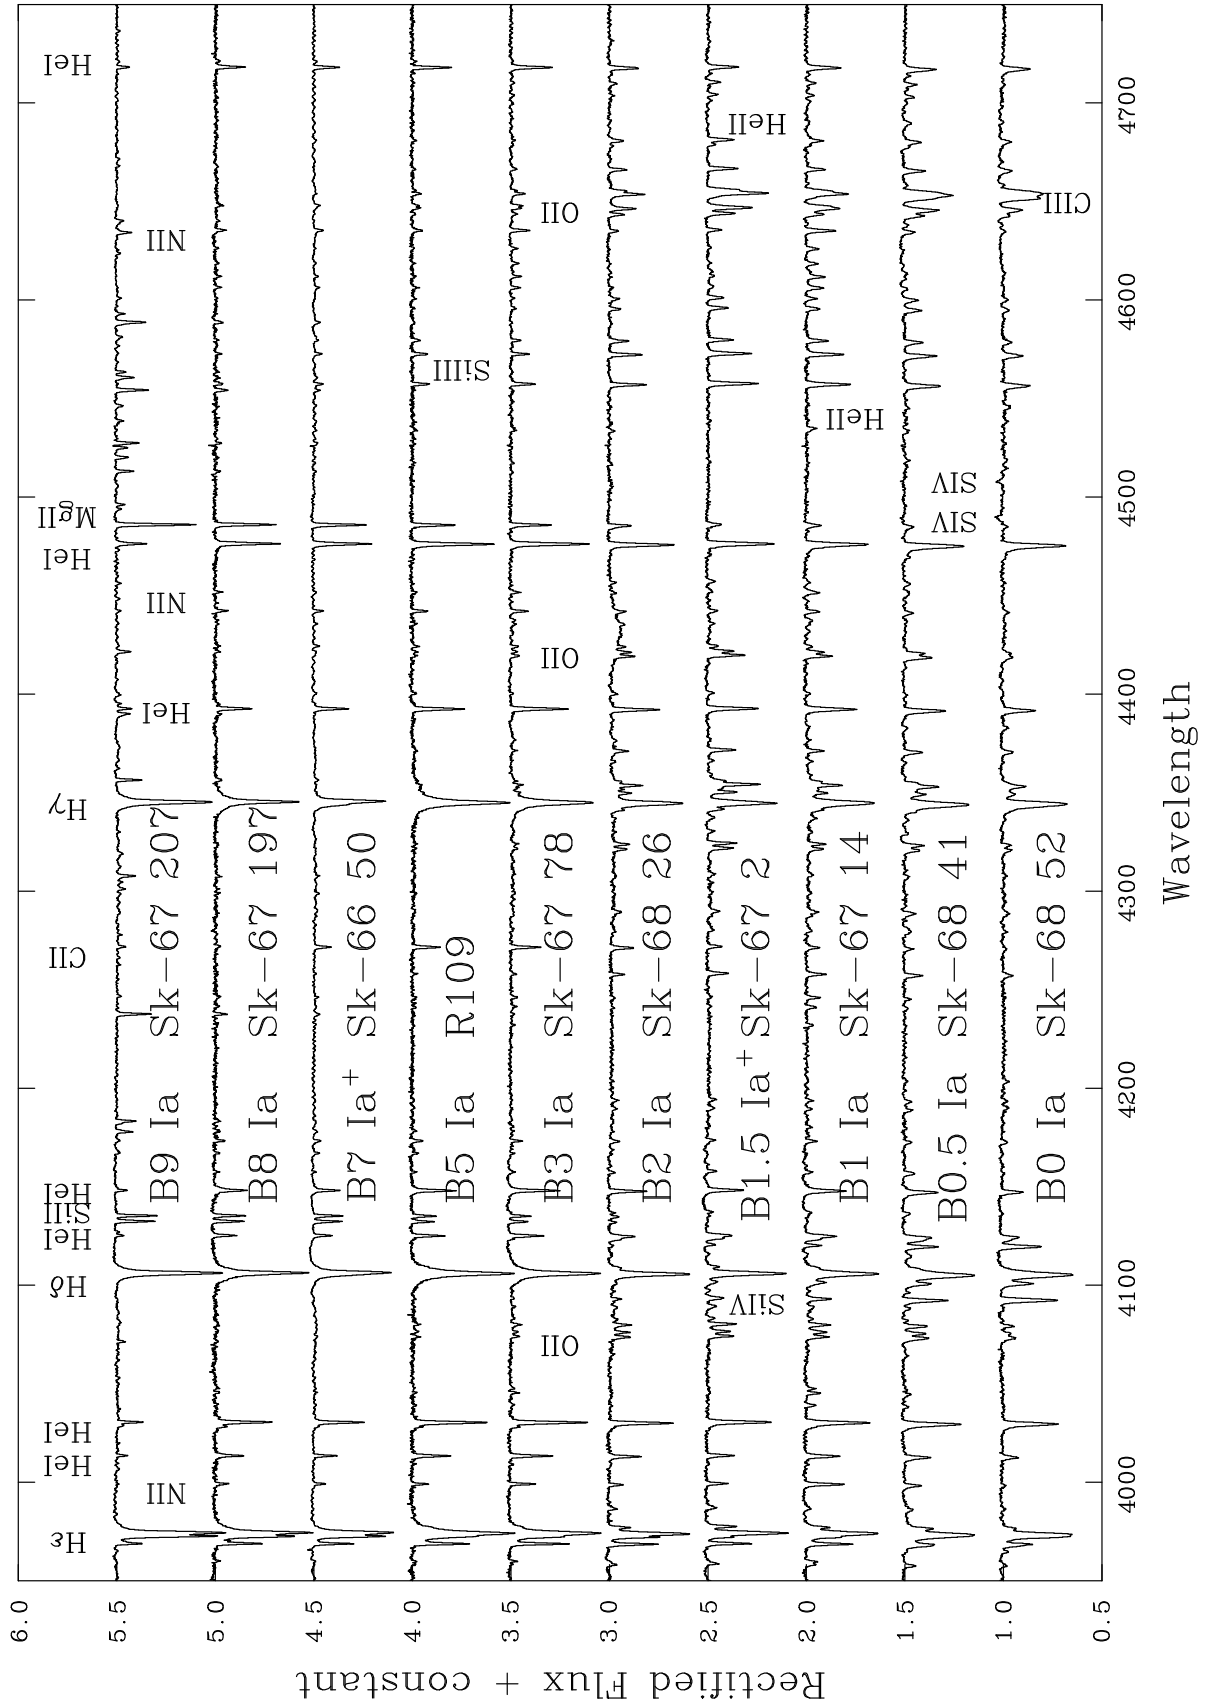 Hε
HeI
HeI
Hδ
HeI
SiII
HeI
CII
Hγ
HeI
MgII
HeI
NII
HeI
NII
NII
B9 Ia Sk−67 207
B8 Ia Sk−67 197
B7 Ia⁺ Sk−66 50
B5 Ia R109
SiIII
OII
OII
OII
B3 Ia Sk−67 78
B2 Ia Sk−68 26
SiIV
HeII
B1.5 Ia⁺ Sk−67 2
HeII
B1 Ia Sk−67 14
SIV
SIV
B0.5 Ia Sk−68 41
CIII
B0 Ia Sk−68 52
6.0
5.5
5.0
4.5
4.0
3.5
3.0
2.5
2.0
1.5
1.0
0.5
4000
4100
4200
4300
4400
4500
4600
4700
Wavelength
Rectified Flux + constant